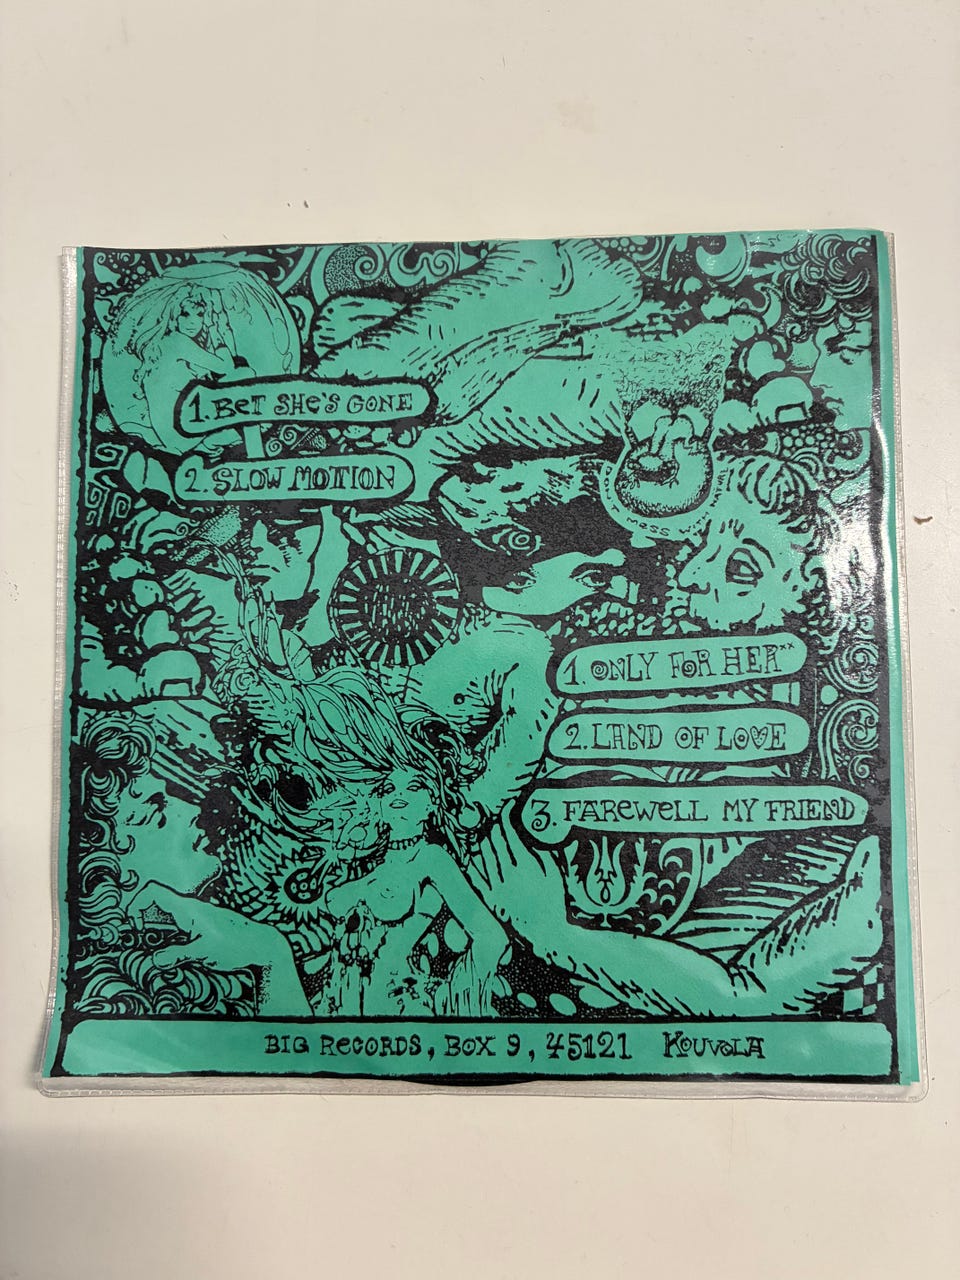 1. BET SHE'S GONE
2. SLOW MOTION
1. ONLY FOR HER**
2. LAND OF LOVE
3. FAREWELL MY FRIEND
BIG RECORDS, BOX 9, 45121 KOUVOLA